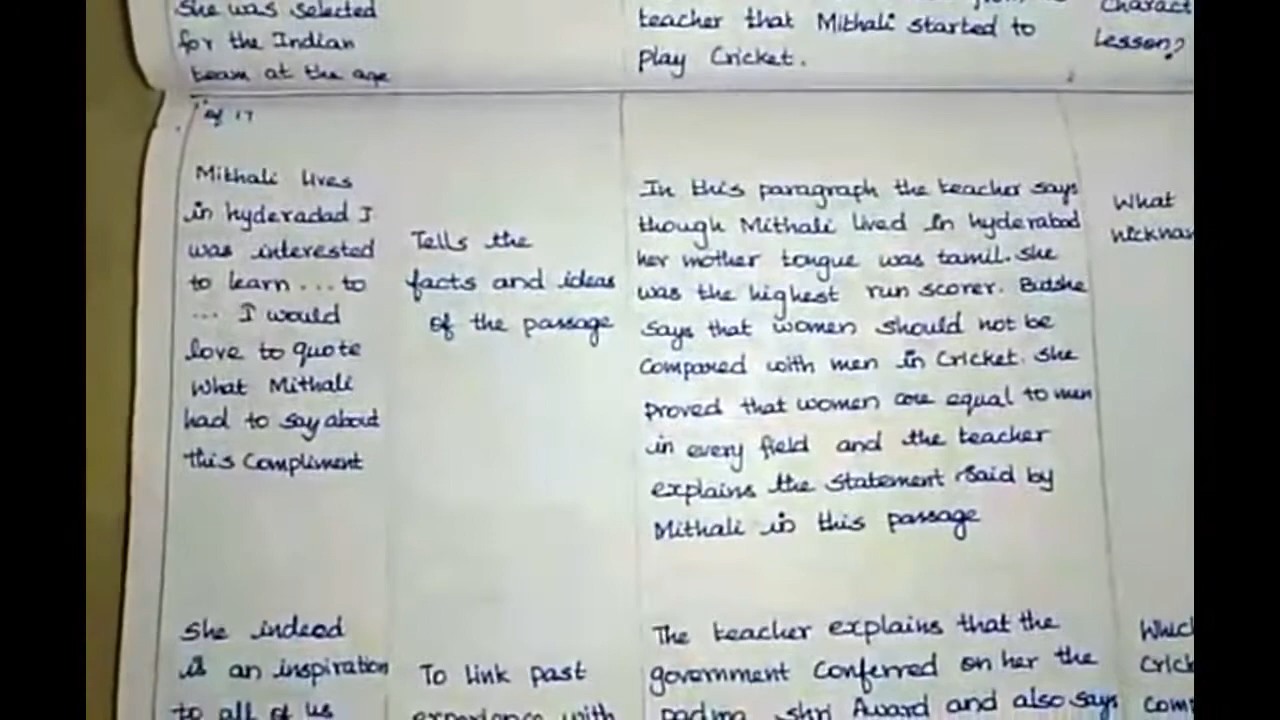 She was selected
for the Indian
team at the age
of 17
teacher that Mithali started to
play Cricket.
Lesson?
Mithali lives
in hyderadad I
was interested
to learn ... to
... I would
love to quote
what Mithali
had to say about
this Compliment
Tells the
facts and ideas
of the passage
In this paragraph the teacher says
though Mithali lived in hyderabad
her mother tongue was tamil. she
was the highest run scorer. Butshe
says that women should not be
Compared with men in Cricket. she
proved that women are equal to men
in every field and the teacher
explains the statement said by
Mithali in this passage
What
She indeed
is an inspiration
to all of us
To link past
experience with
The teacher explains that the
government Conferred on her the
padma shri Award and also says